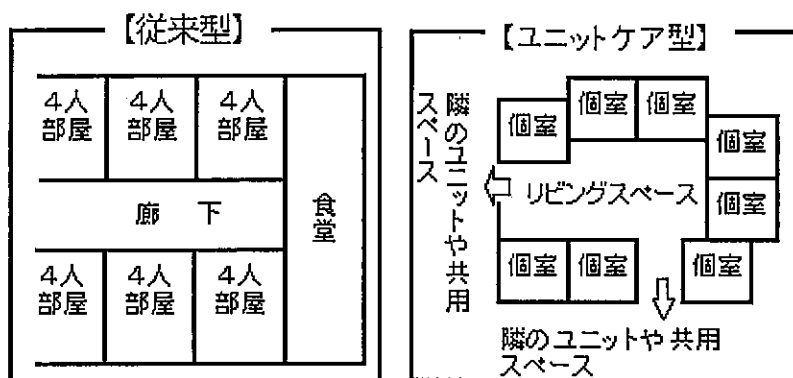 【従来型】
4人
部屋
4人
部屋
4人
部屋
廊 下
食堂
4人
部屋
4人
部屋
4人
部屋
【ユニットケア型】
隣のユニットや共用
スペース
個室
個室
個室
個室
個室
リビングスペース
個室
個室
個室
隣のユニットや共用
スペース